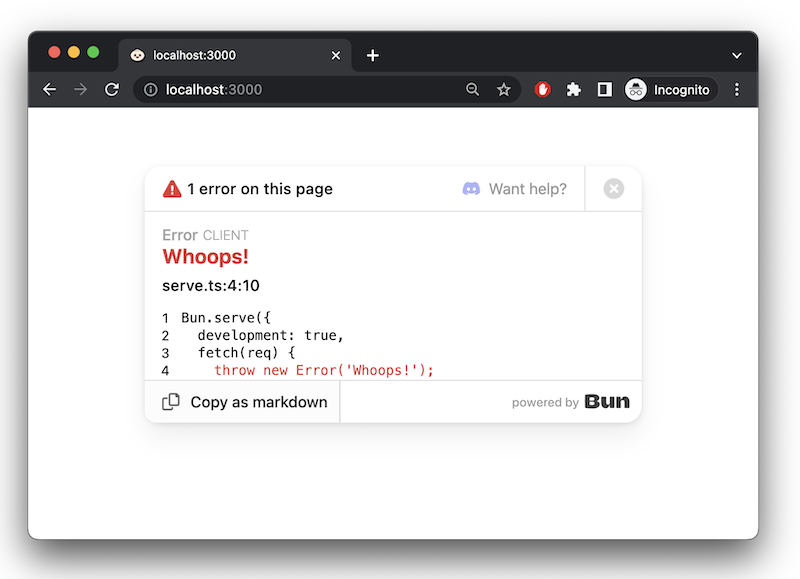 localhost:3000
localhost:3000
Incognito
1 error on this page
Want help?
Error CLIENT
Whoops!
serve.ts:4:10
1 Bun.serve({
2   development: true,
3   fetch(req) {
4     throw new Error('Whoops!');
Copy as markdown
powered by Bun